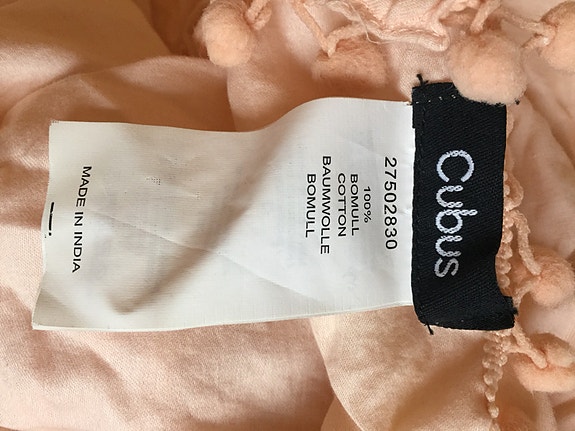 Cubus
27502830
100%
BOMULL
COTTON
BAUMWOLLE
BOMULL
MADE IN INDIA